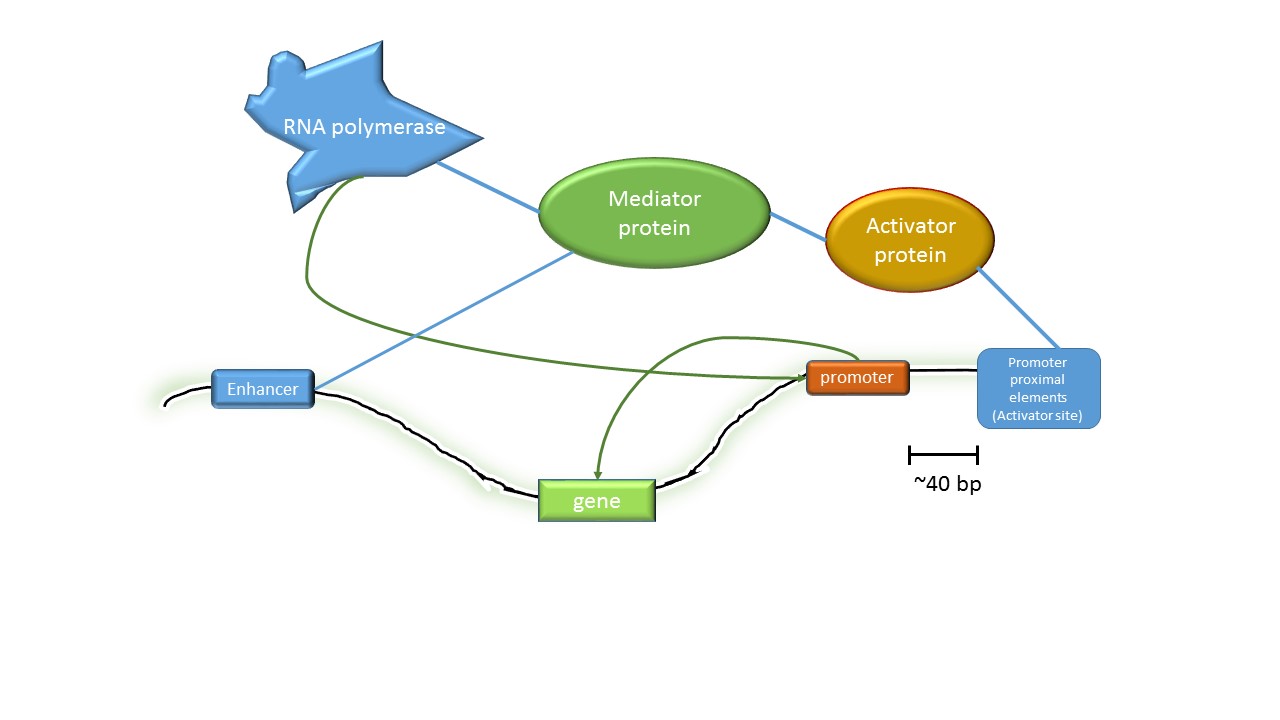 RNA polymerase
Mediator
protein
Activator
protein
Enhancer
promoter
Promoter
proximal
elements
(Activator site)
gene
~40 bp